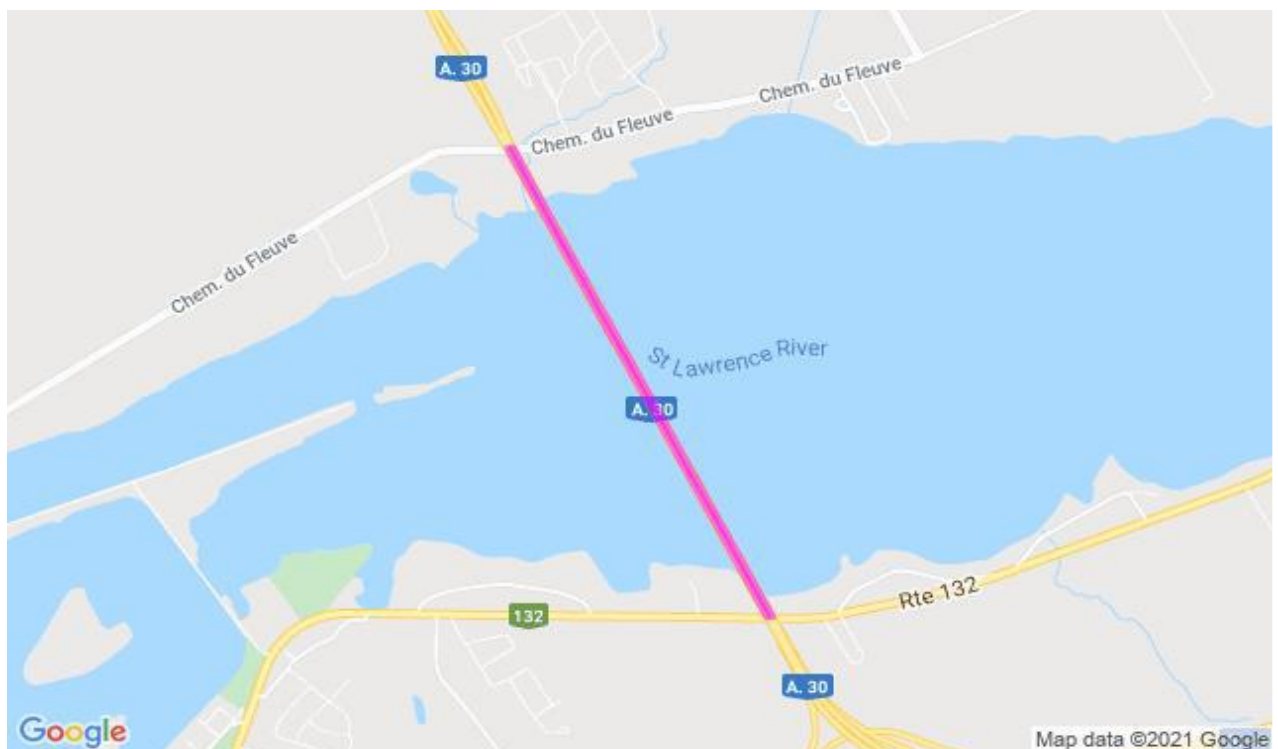 A. 30
Chem. du Fleuve
Chem. du Fleuve
Chem. du Fleuve
St Lawrence River
A. 30
Rte 132
132
A. 30
Google
Map data ©2021 Google